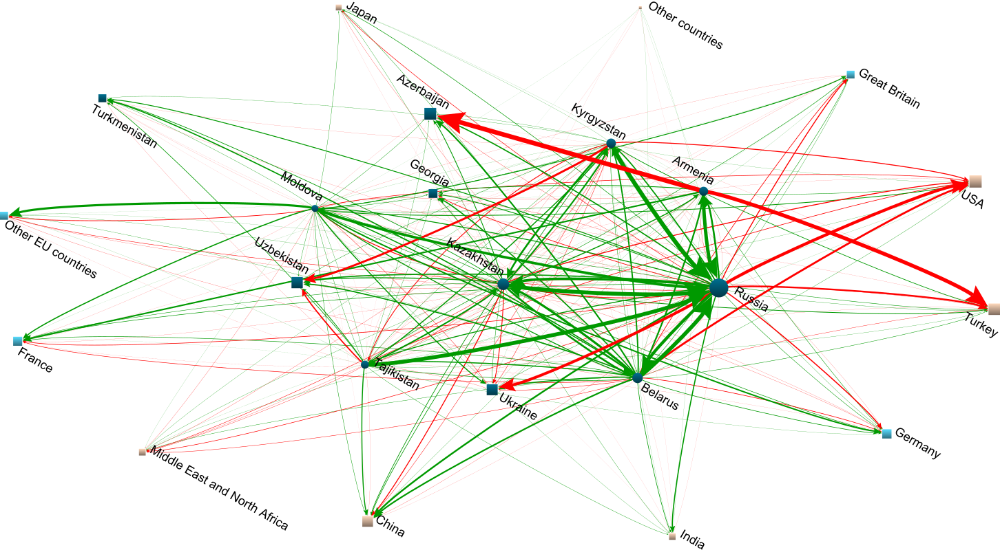 Japan
Other countries
Great Britain
Azerbaijan
Turkmenistan
Kyrgyzstan
Armenia
Georgia
Moldova
USA
Other EU countries
Uzbekistan
Kazakhstan
Russia
Turkey
France
Tajikistan
Ukraine
Belarus
Germany
Middle East and North Africa
China
India